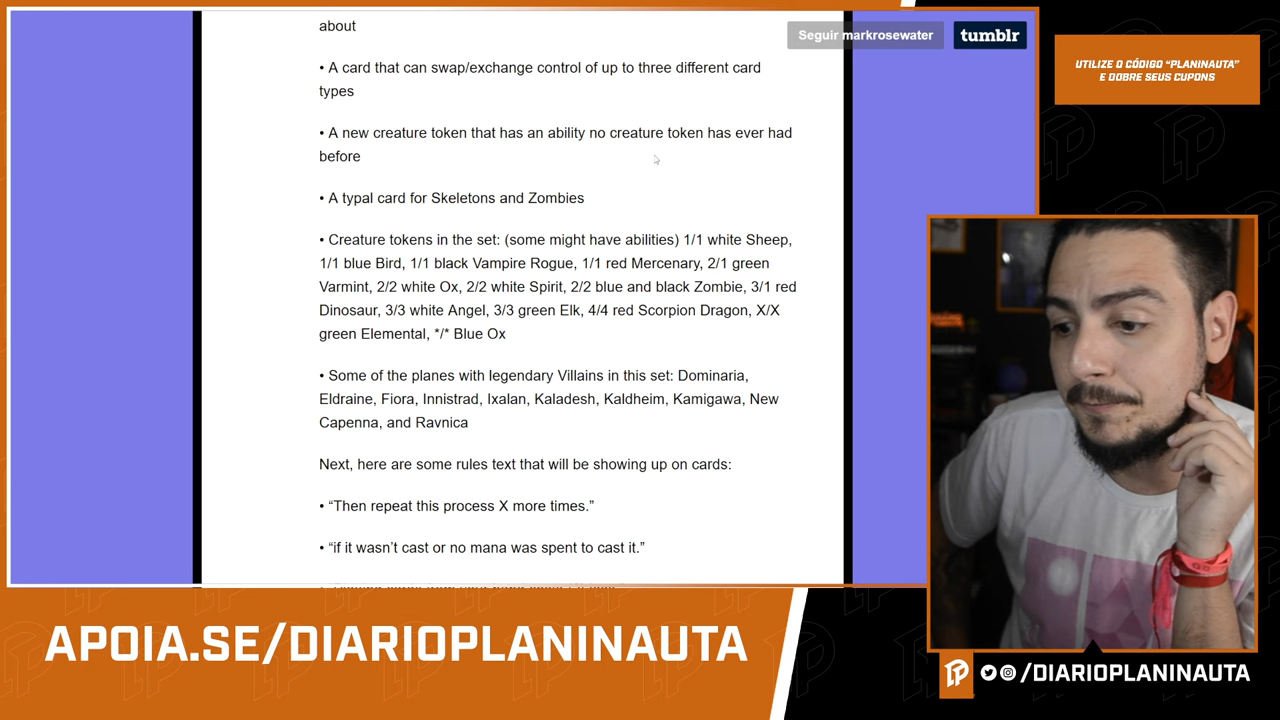 about
Seguir markrosewater
tumblr
• A card that can swap/exchange control of up to three different card
types
• A new creature token that has an ability no creature token has ever had
before
• A typal card for Skeletons and Zombies
• Creature tokens in the set: (some might have abilities) 1/1 white Sheep,
1/1 blue Bird, 1/1 black Vampire Rogue, 1/1 red Mercenary, 2/1 green
Varmint, 2/2 white Ox, 2/2 white Spirit, 2/2 blue and black Zombie, 3/1 red
Dinosaur, 3/3 white Angel, 3/3 green Elk, 4/4 red Scorpion Dragon, X/X
green Elemental, */* Blue Ox
• Some of the planes with legendary Villains in this set: Dominaria,
Eldraine, Fiora, Innistrad, Ixalan, Kaladesh, Kaldheim, Kamigawa, New
Capenna, and Ravnica
Next, here are some rules text that will be showing up on cards:
• “Then repeat this process X more times.”
• “if it wasn’t cast or no mana was spent to cast it.”
UTILIZE O CÓDIGO “PLANINAUTA”
E DOBRE SEUS CUPONS
APOIA.SE/DIARIOPLANINAUTA
/DIARIOPLANINAUTA